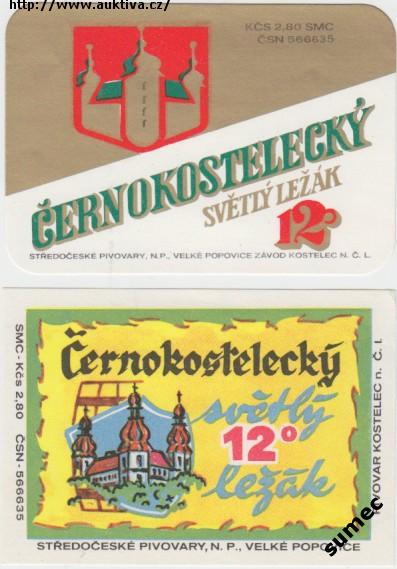 http://www.auktiva.cz/
KČS 2,80 SMC
ČSN 566635
ČERNOKOSTELECKÝ
SVĚTLÝ LEŽÁK
12°
STŘEDOČESKÉ PIVOVARY, N.P., VELKÉ POPOVICE ZÁVOD KOSTELEC N. Č. L.
SMC - Kčs 2,80 ČSN - 566635
Černokostelecký
světlý
12°
ležák
PIVOVAR KOSTELEC n. Č. l.
STŘEDOČESKÉ PIVOVARY, N. P., VELKÉ POPOVICE
sumec